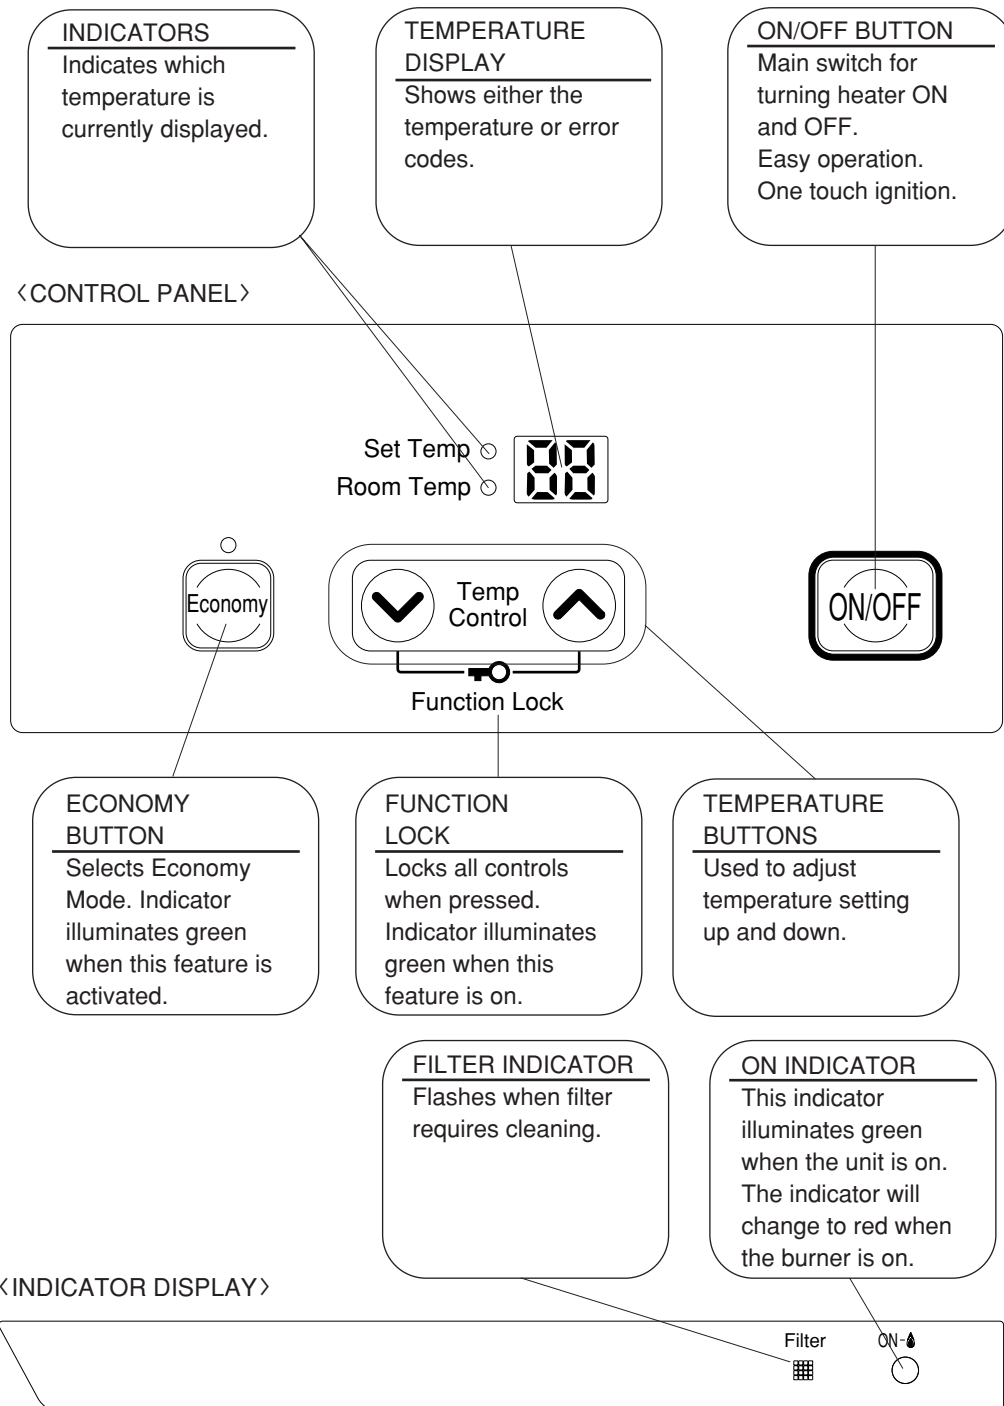 INDICATORS
Indicates which
temperature is
currently displayed.
TEMPERATURE
DISPLAY
Shows either the
temperature or error
codes.
ON/OFF BUTTON
Main switch for
turning heater ON
and OFF.
Easy operation.
One touch ignition.
〈CONTROL PANEL〉
Set Temp
88
Room Temp
Economy
Temp
Control
ON/OFF
Function Lock
ECONOMY
BUTTON
Selects Economy
Mode. Indicator
illuminates green
when this feature is
activated.
FUNCTION
LOCK
Locks all controls
when pressed.
Indicator illuminates
green when this
feature is on.
TEMPERATURE
BUTTONS
Used to adjust
temperature setting
up and down.
FILTER INDICATOR
Flashes when filter
requires cleaning.
ON INDICATOR
This indicator
illuminates green
when the unit is on.
The indicator will
change to red when
the burner is on.
〈INDICATOR DISPLAY〉
Filter
ON-